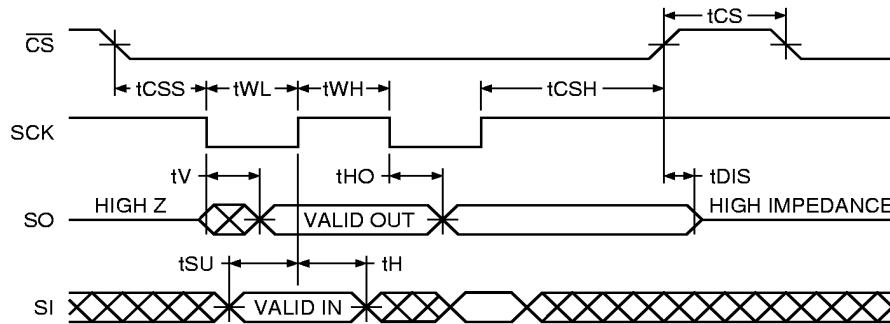 tCS
C̅S̅
tCSS tWL tWH tCSH
SCK
tV tHO tDIS
HIGH Z VALID OUT HIGH IMPEDANCE
SO
tSU tH
SI VALID IN